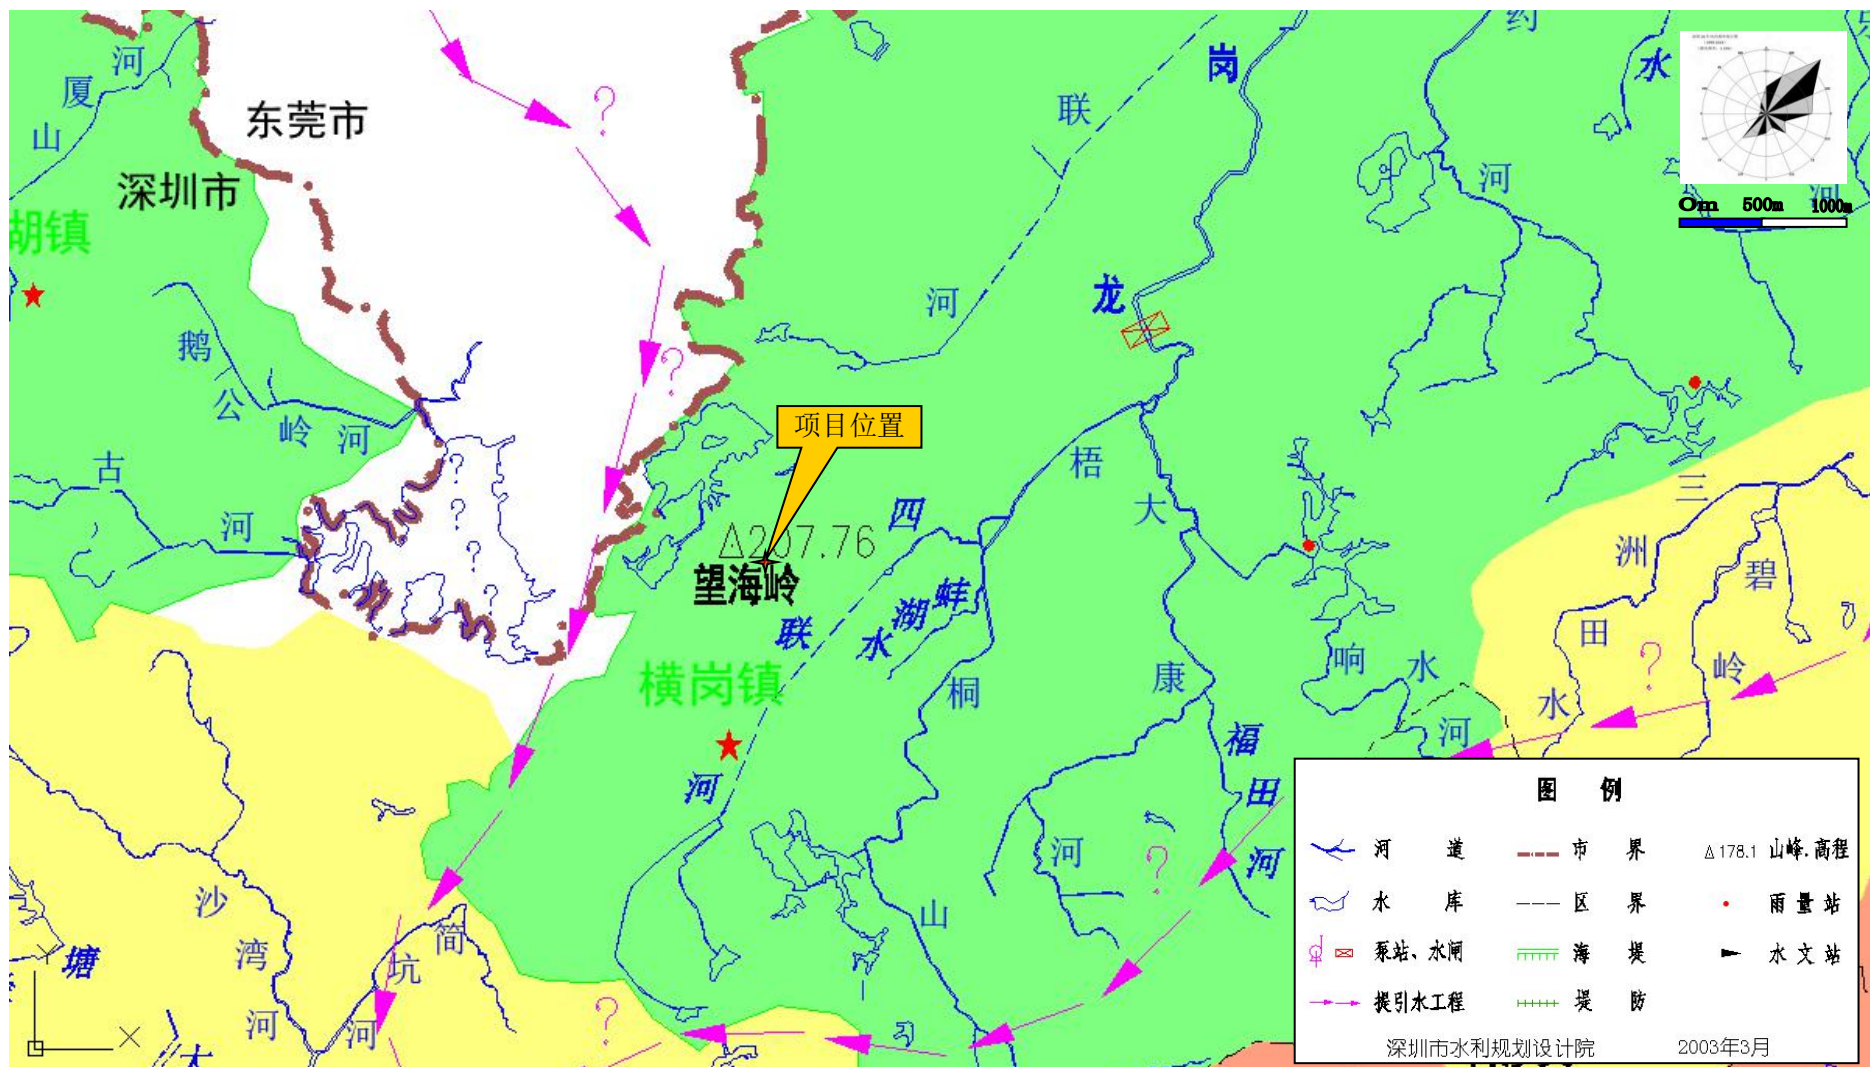 河
厦
山
东莞市
深圳市
湖镇
鹅
公
岭
河
古
河
联
河
岗
龙
水
河
0m 500m 1000m
项目位置
△207.76
望海岭
四
联
河
蚌
湖
水
梧
桐
山
大
康
河
福
田
河
横岗镇
响
水
河
三
洲
田
水
碧
岭
沙
湾
河
简
坑
河
塘
?
?
?
?
?
?
?
?
?
?
X
图 例
河 道
市 界
△178.1 山峰.高程
水 库
区 界
雨量站
泵站、水闸
海 堤
水文站
提引水工程
堤 防
深圳市水利规划设计院 2003年3月